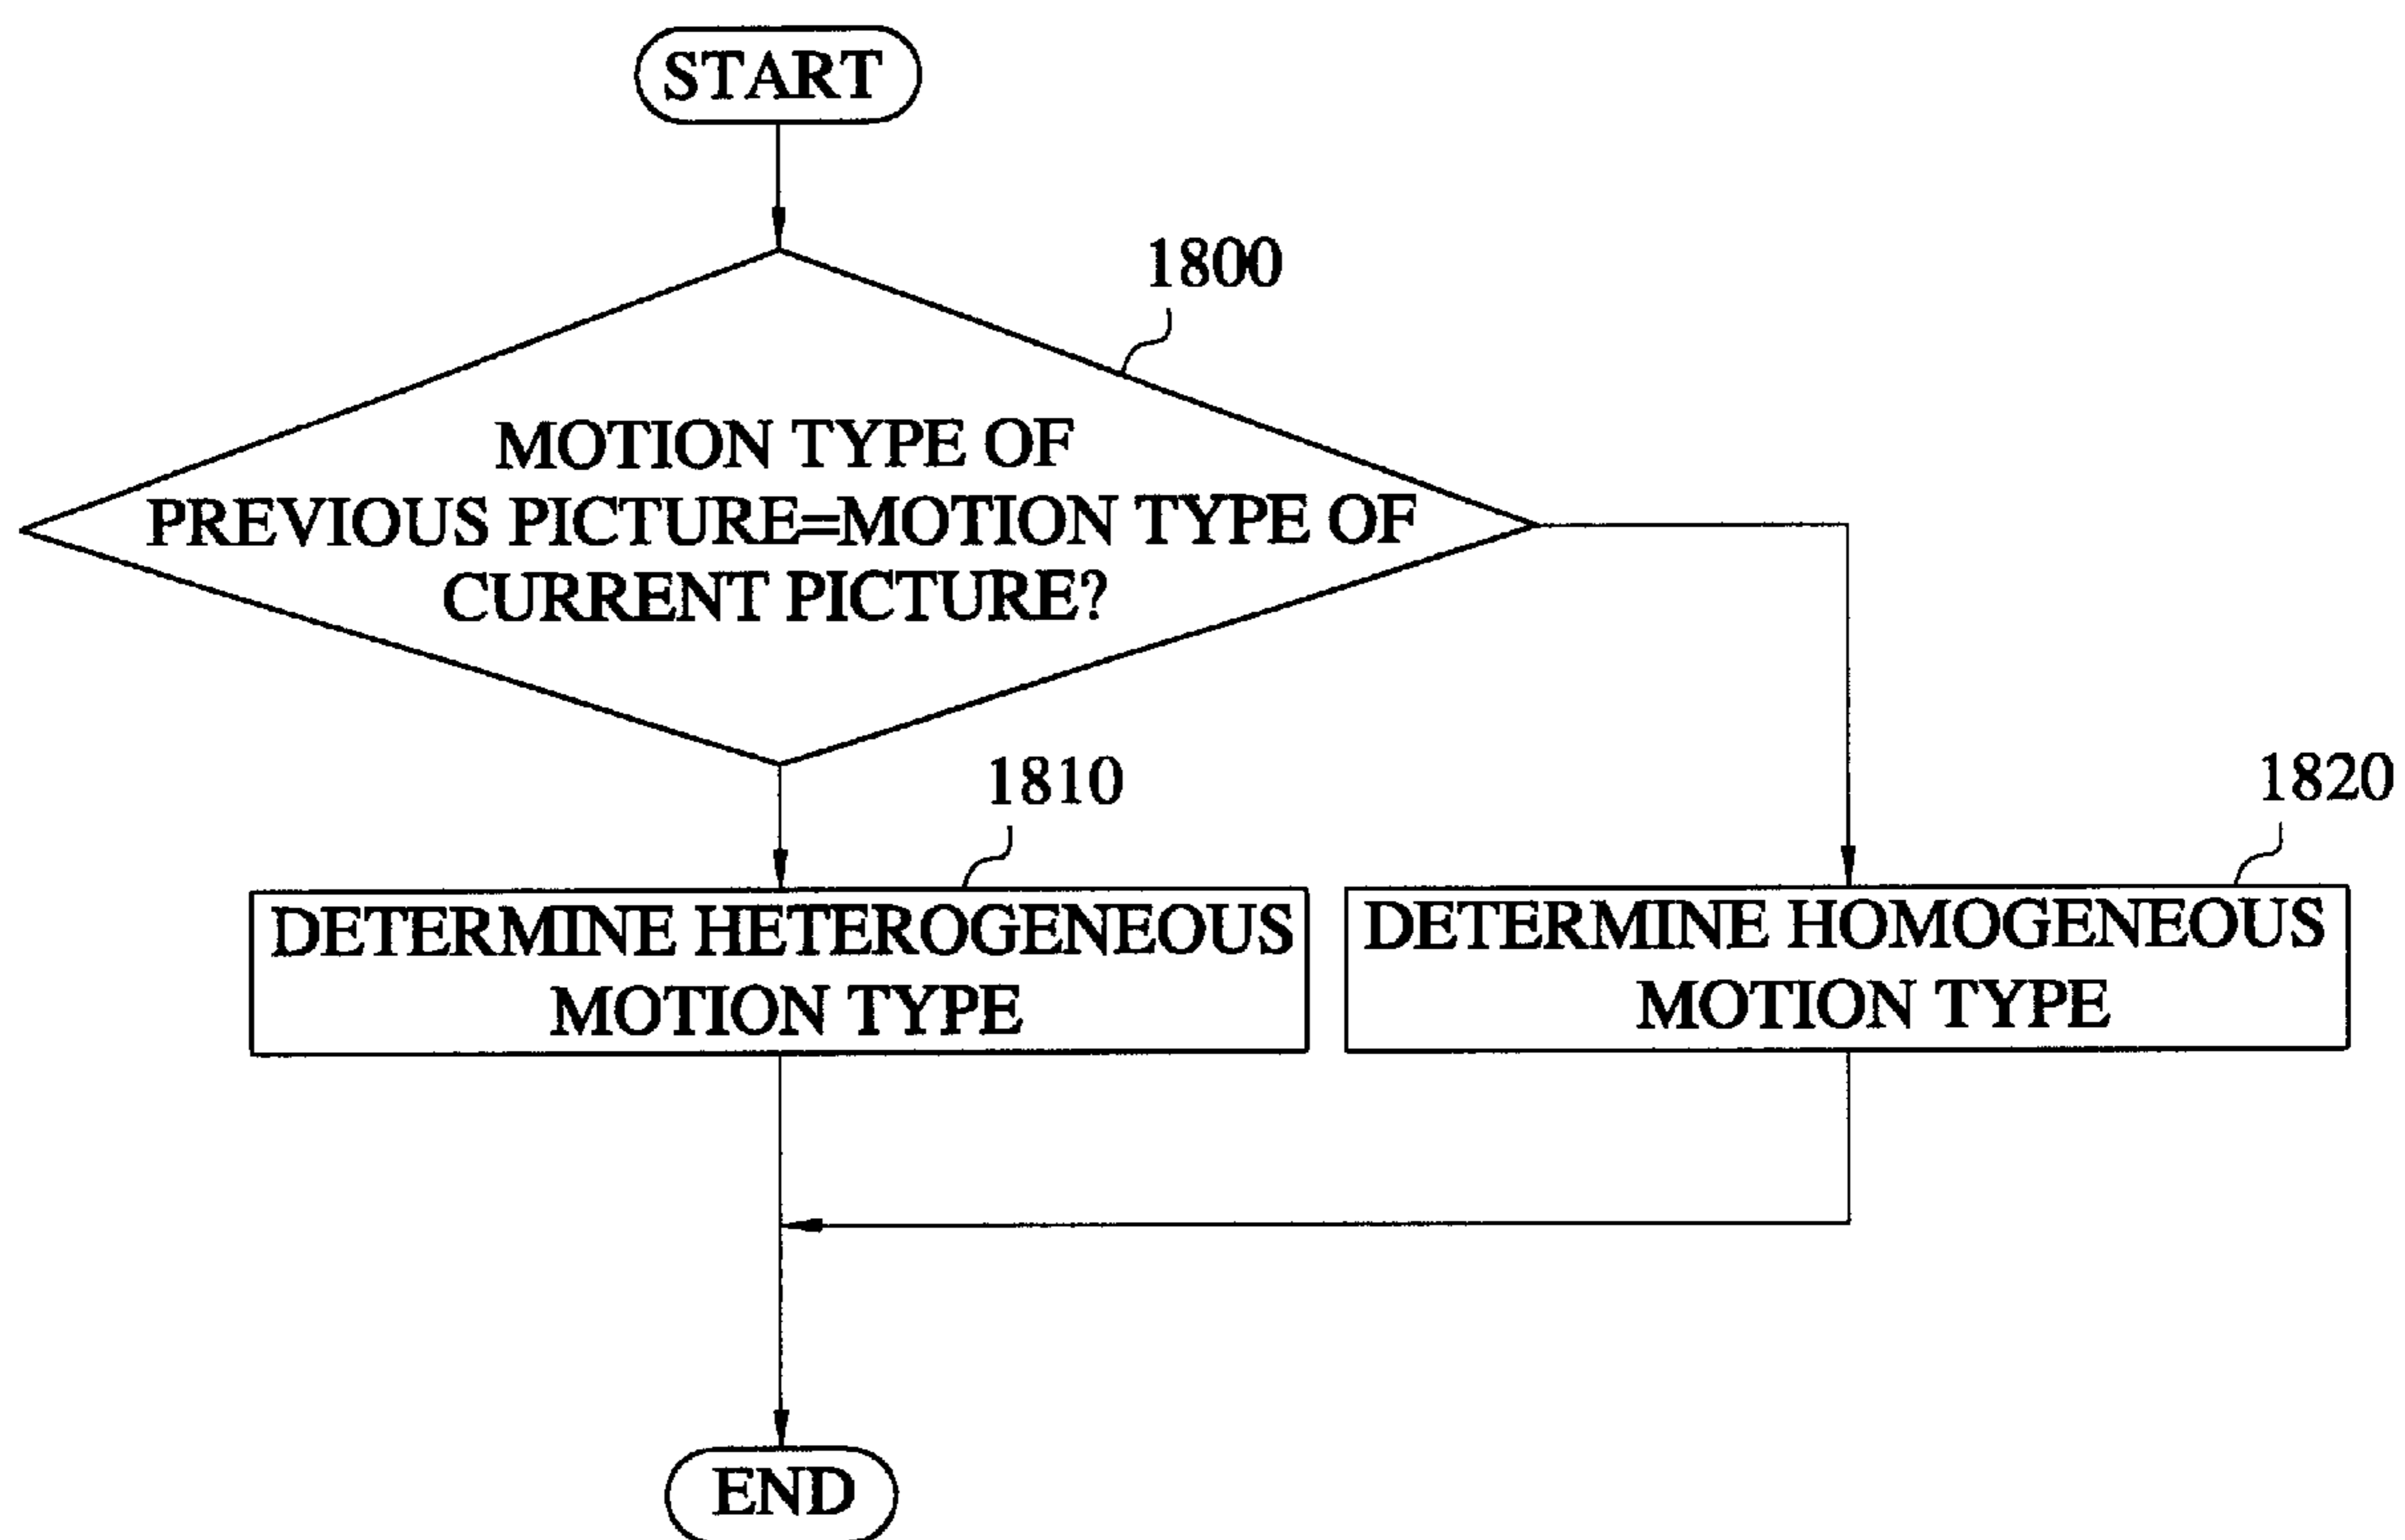 START
1800
MOTION TYPE OF
PREVIOUS PICTURE=MOTION TYPE OF
CURRENT PICTURE?
1810
DETERMINE HETEROGENEOUS
MOTION TYPE
1820
DETERMINE HOMOGENEOUS
MOTION TYPE
END